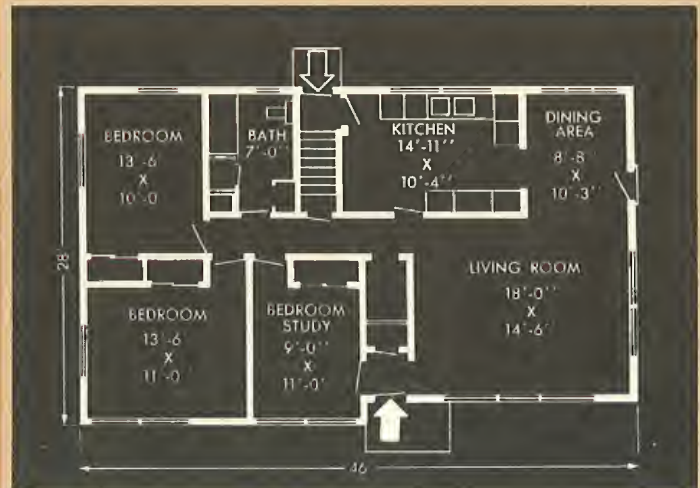 BEDROOM
13'-6
X
10'-0
BATH
7'-0''
KITCHEN
14'-11''
X
10'-4''
DINING
AREA
8'-8
X
10'-3''
LIVING ROOM
18'-0''
X
14'-6'
BEDROOM
13'-6
X
11'-0
BEDROOM
STUDY
9'-0''
X
11'-0'
28'
46